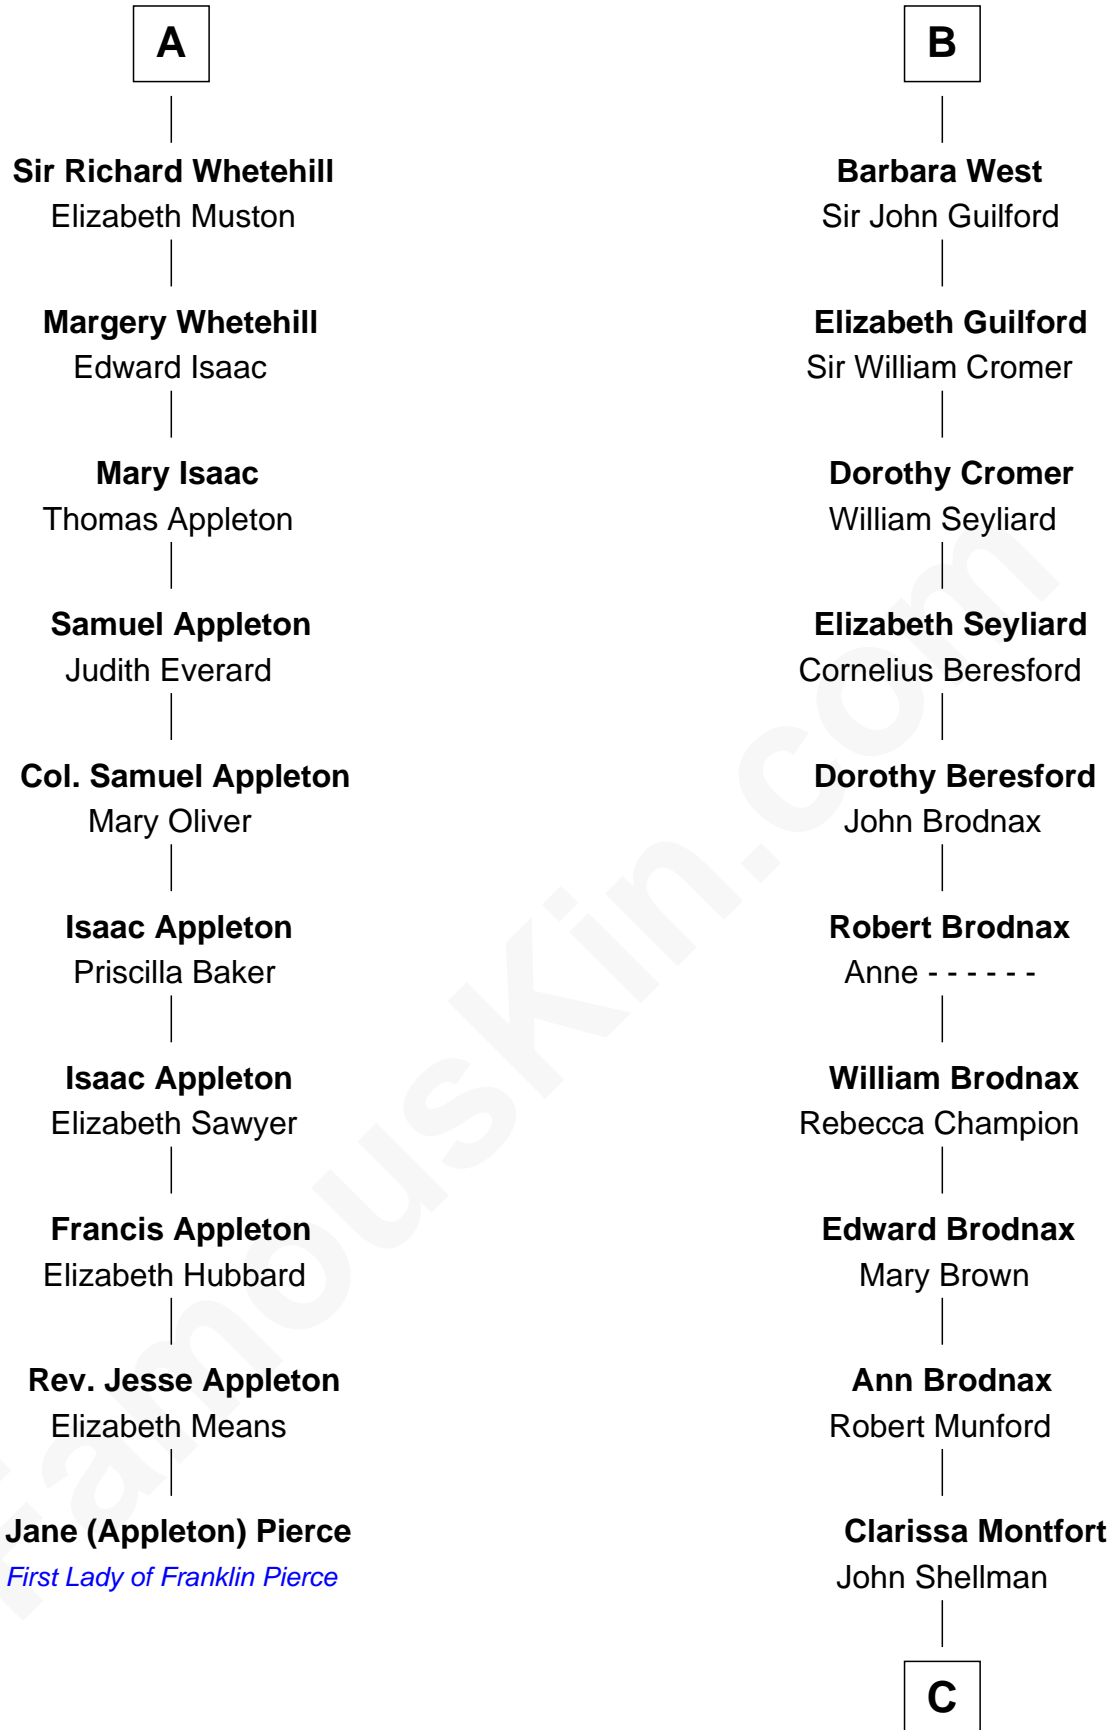 A
Sir Richard Whetehill
Elizabeth Muston
Margery Whetehill
Edward Isaac
Mary Isaac
Thomas Appleton
Samuel Appleton
Judith Everard
Col. Samuel Appleton
Mary Oliver
Isaac Appleton
Priscilla Baker
Isaac Appleton
Elizabeth Sawyer
Francis Appleton
Elizabeth Hubbard
Rev. Jesse Appleton
Elizabeth Means
Jane (Appleton) Pierce
First Lady of Franklin Pierce
B
Barbara West
Sir John Guilford
Elizabeth Guilford
Sir William Cromer
Dorothy Cromer
William Seyliard
Elizabeth Seyliard
Cornelius Beresford
Dorothy Beresford
John Brodnax
Robert Brodnax
Anne - - - - - -
William Brodnax
Rebecca Champion
Edward Brodnax
Mary Brown
Ann Brodnax
Robert Munford
Clarissa Montfort
John Shellman
C
FamousKin.com